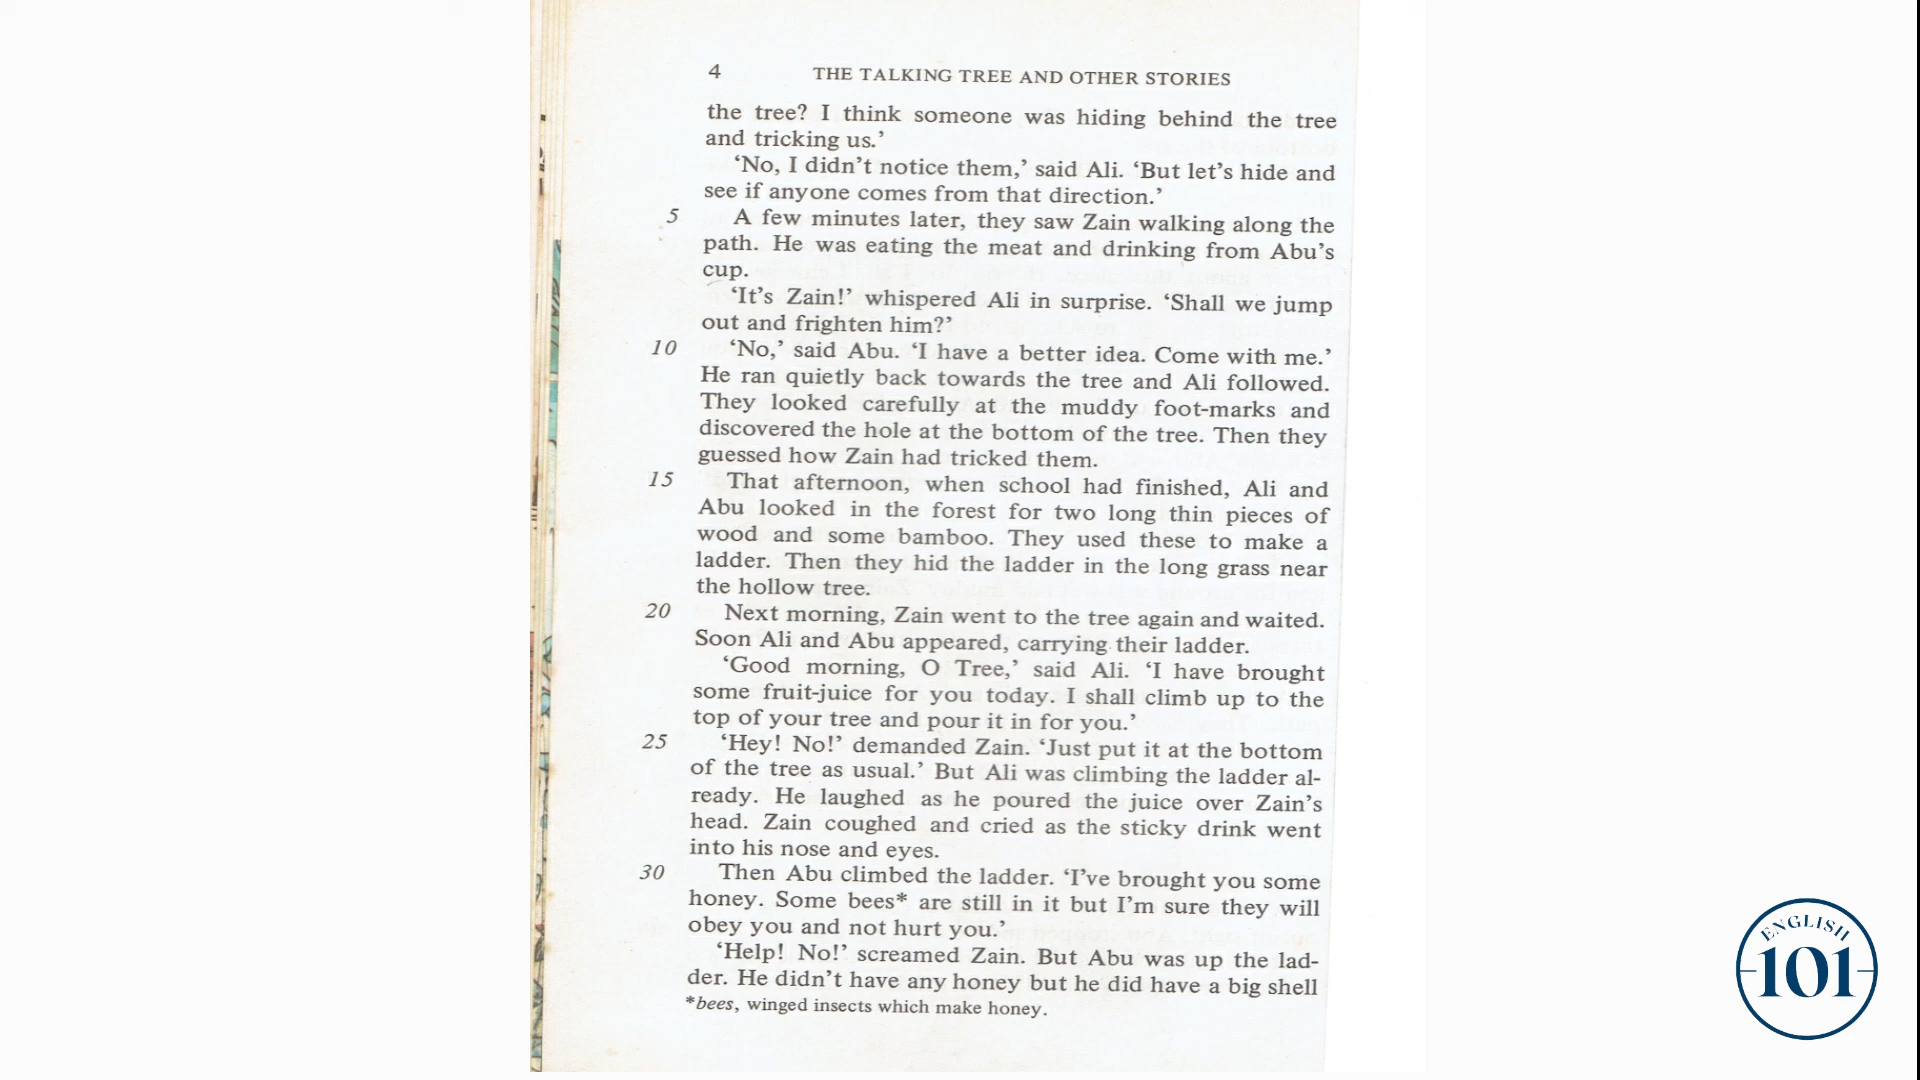 4 THE TALKING TREE AND OTHER STORIES
the tree? I think someone was hiding behind the tree
and tricking us.’
‘No, I didn’t notice them,’ said Ali. ‘But let’s hide and
see if anyone comes from that direction.’
5 A few minutes later, they saw Zain walking along the
path. He was eating the meat and drinking from Abu’s
cup.
‘It’s Zain!’ whispered Ali in surprise. ‘Shall we jump
out and frighten him?’
10 ‘No,’ said Abu. ‘I have a better idea. Come with me.’
He ran quietly back towards the tree and Ali followed.
They looked carefully at the muddy foot-marks and
discovered the hole at the bottom of the tree. Then they
guessed how Zain had tricked them.
15 That afternoon, when school had finished, Ali and
Abu looked in the forest for two long thin pieces of
wood and some bamboo. They used these to make a
ladder. Then they hid the ladder in the long grass near
the hollow tree.
20 Next morning, Zain went to the tree again and waited.
Soon Ali and Abu appeared, carrying their ladder.
‘Good morning, O Tree,’ said Ali. ‘I have brought
some fruit-juice for you today. I shall climb up to the
top of your tree and pour it in for you.’
25 ‘Hey! No!’ demanded Zain. ‘Just put it at the bottom
of the tree as usual.’ But Ali was climbing the ladder al-
ready. He laughed as he poured the juice over Zain’s
head. Zain coughed and cried as the sticky drink went
into his nose and eyes.
30 Then Abu climbed the ladder. ‘I’ve brought you some
honey. Some bees* are still in it but I’m sure they will
obey you and not hurt you.’
‘Help! No!’ screamed Zain. But Abu was up the lad-
der. He didn’t have any honey but he did have a big shell
*bees, winged insects which make honey.
ENGLISH
101